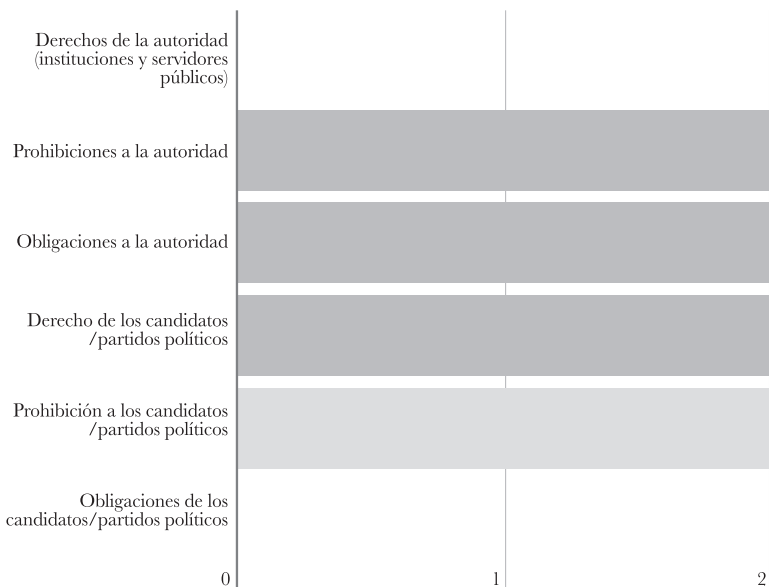 Derechos de la autoridad
(instituciones y servidores
públicos)
Prohibiciones a la autoridad
Obligaciones a la autoridad
Derecho de los candidatos
/partidos políticos
Prohibición a los candidatos
/partidos políticos
Obligaciones de los
candidatos/partidos políticos
0 1 2